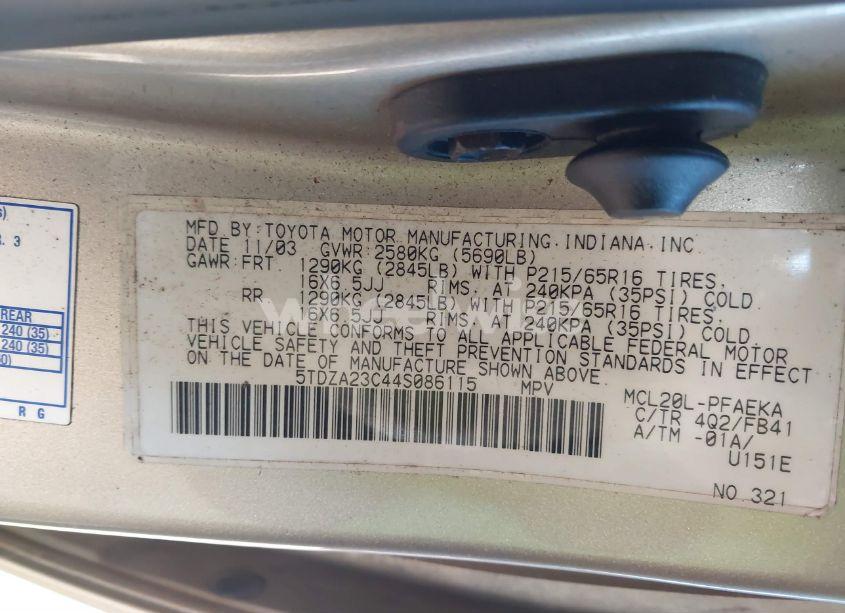 S)
R. 3
REAR
240 (35)
240 (35)
0)
R G
MFD BY:TOYOTA MOTOR MANUFACTURING.INDIANA.INC
DATE 11/03 GVWR:2580KG (5690LB)
GAWR:FRT 1290KG (2845LB) WITH P215/65R16 TIRES.
16X6.5JJ RIMS. AT 240KPA (35PSI) COLD
RR 1290KG (2845LB) WITH P215/65R16 TIRES.
16X6.5JJ RIMS. AT 240KPA (35PSI) COLD
THIS VEHICLE CONFORMS TO ALL APPLICABLE FEDERAL MOTOR
VEHICLE SAFETY AND THEFT PREVENTION STANDARDS IN EFFECT
ON THE DATE OF MANUFACTURE SHOWN ABOVE
5TDZA23C44S086115 MPV
MCL20L-PFAEKA
C/TR 4Q2/FB41
A/TM -01A/
U151E
NO.321